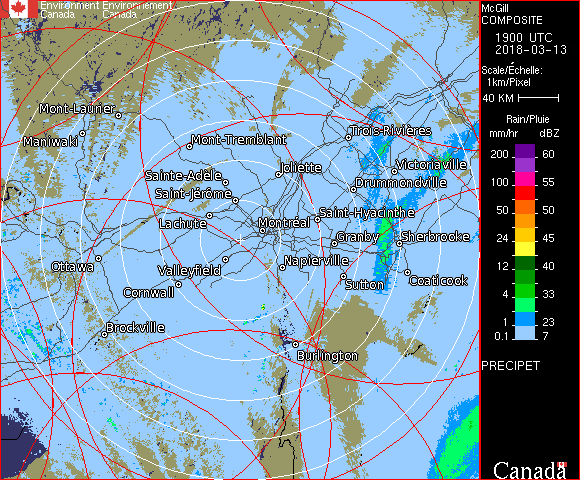 Environment Environnement
Canada Canada
McGill
COMPOSITE
1900 UTC
2018-03-13
Scale/Échelle:
1km/Pixel
40 KM
Rain/Pluie
mm/hr dBZ
200 60
100 55
50 50
24 45
12 40
4 33
1 23
0.1 7
PRECIPET
Canada
Mont-Laurier
Maniwaki
Mont-Tremblant
Trois-Rivières
Joliette
Victoriaville
Sainte-Adèle
Drummondville
Saint-Jérôme
Lachute
Montréal
Saint-Hyacinthe
Granby
Sherbrooke
Ottawa
Valleyfield
Napierville
Cornwall
Sutton
Coaticook
Brockville
Burlington